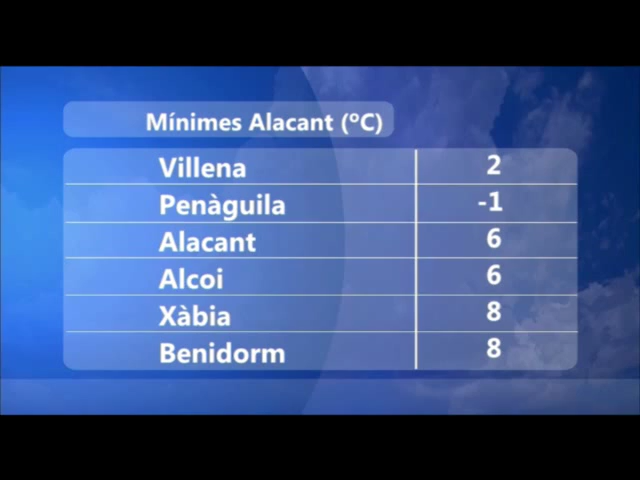 Mínimes Alacant (ºC)
Villena 2
Penàguila -1
Alacant 6
Alcoi 6
Xàbia 8
Benidorm 8